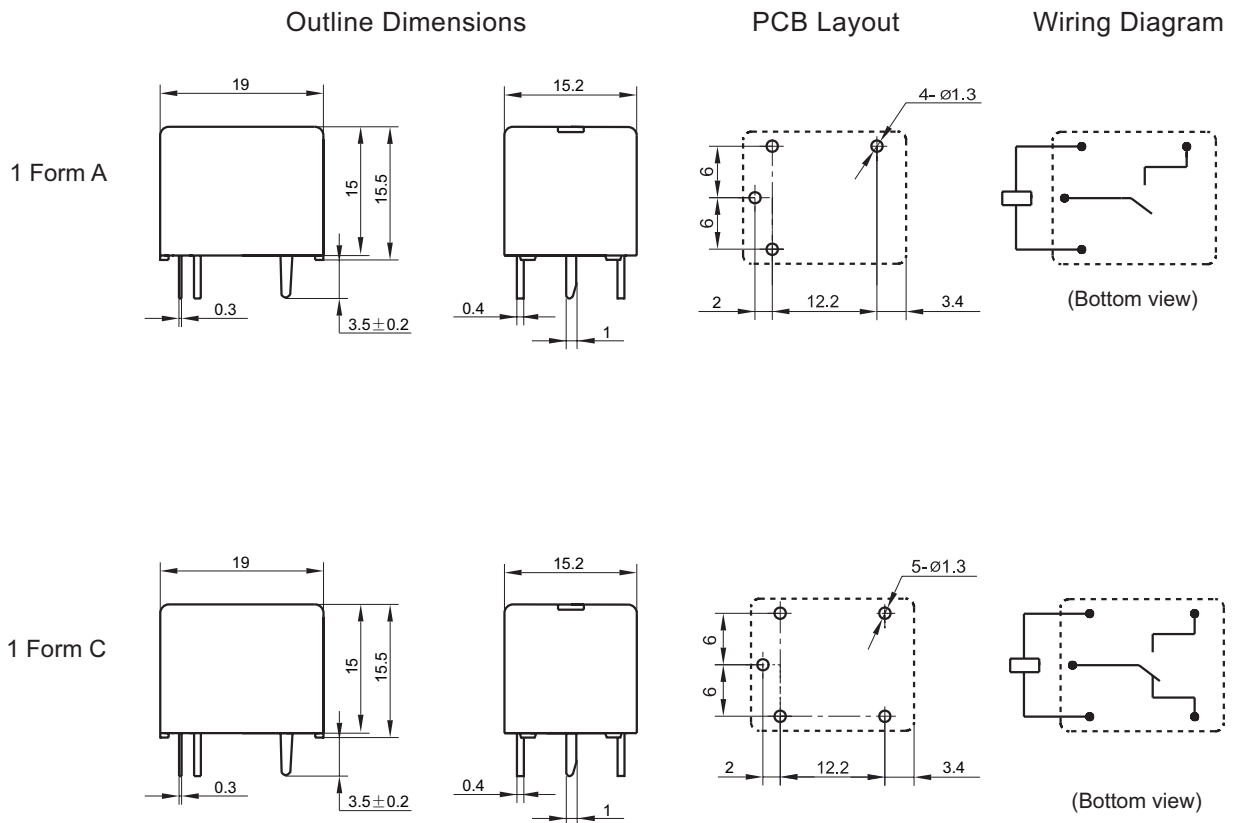 Outline Dimensions
PCB Layout
Wiring Diagram
1 Form A
19
15
15.5
0.3
3.5±0.2
15.2
0.4
1
4- Ø1.3
6
6
2
12.2
3.4
(Bottom view)
1 Form C
19
15
15.5
0.3
3.5±0.2
15.2
0.4
1
5- Ø1.3
6
6
2
12.2
3.4
(Bottom view)